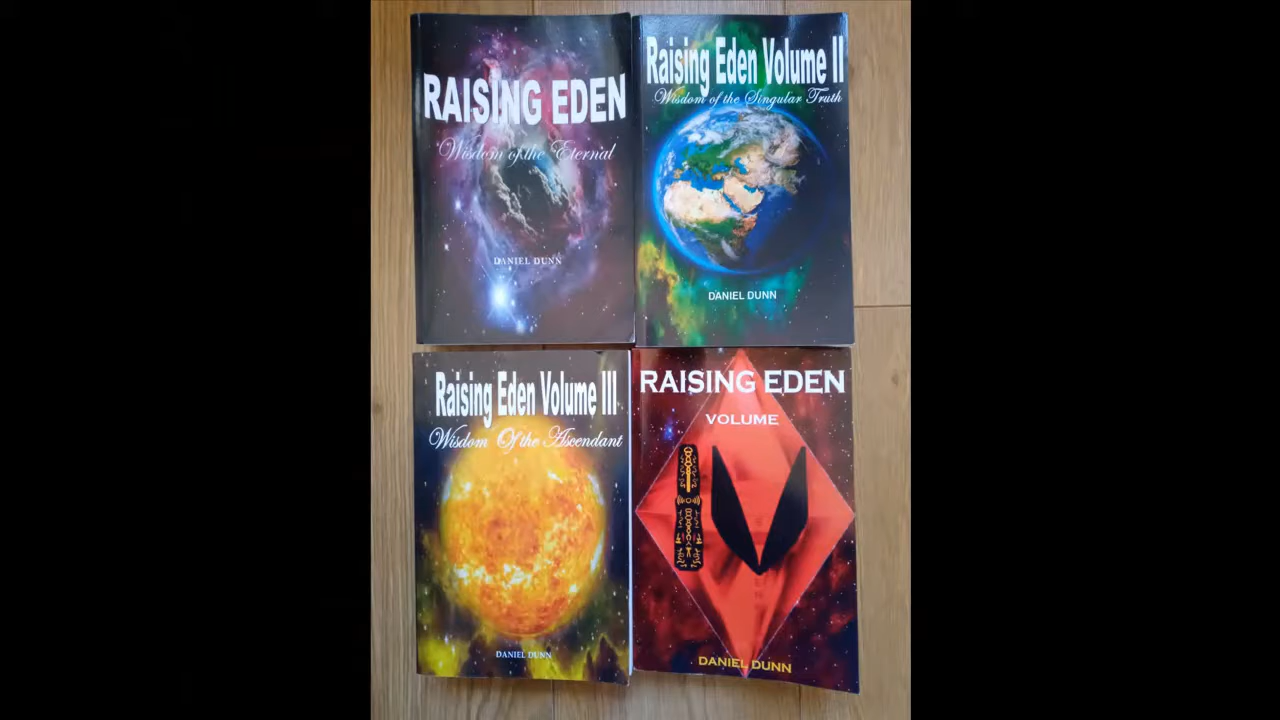 RAISING EDEN
Wisdom of the Eternal
DANIEL DUNN
Raising Eden Volume II
Wisdom of the Singular Truth
DANIEL DUNN
Raising Eden Volume III
Wisdom Of the Ascendant
DANIEL DUNN
RAISING EDEN
VOLUME
IV
DANIEL DUNN